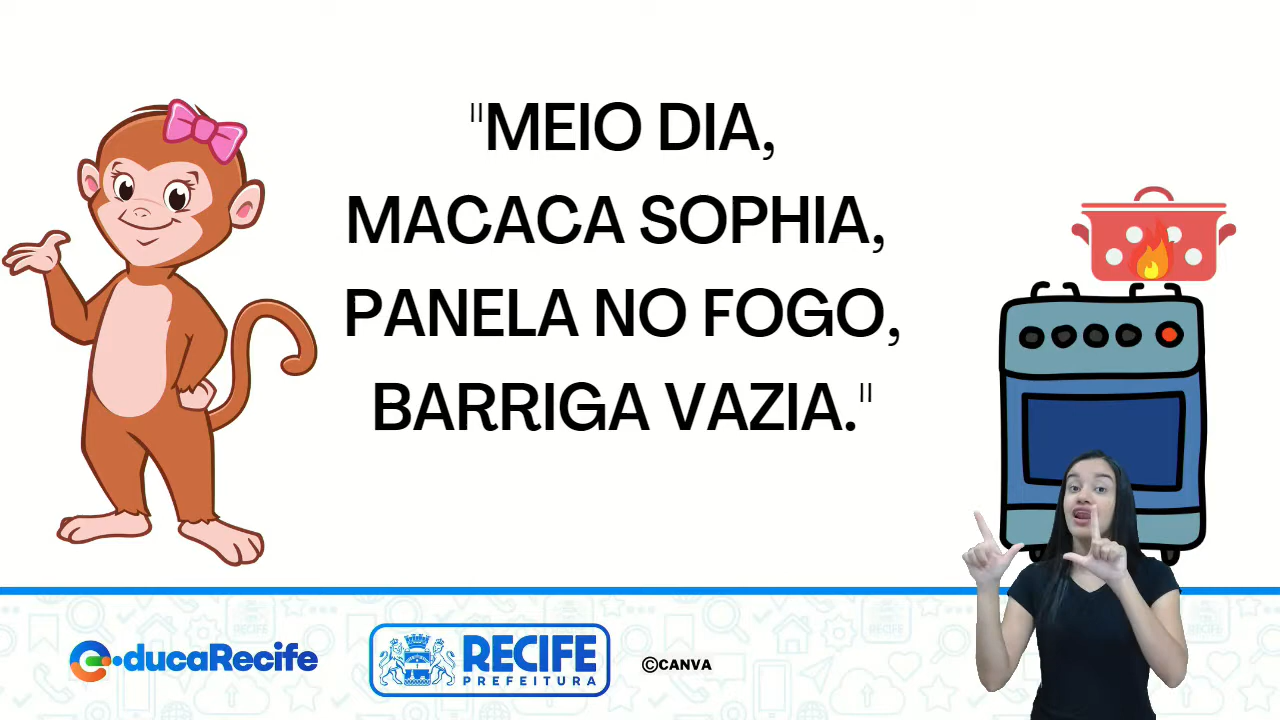 "MEIO DIA,
MACACA SOPHIA,
PANELA NO FOGO,
BARRIGA VAZIA."
EducaRecife
RECIFE
PREFEITURA
©CANVA